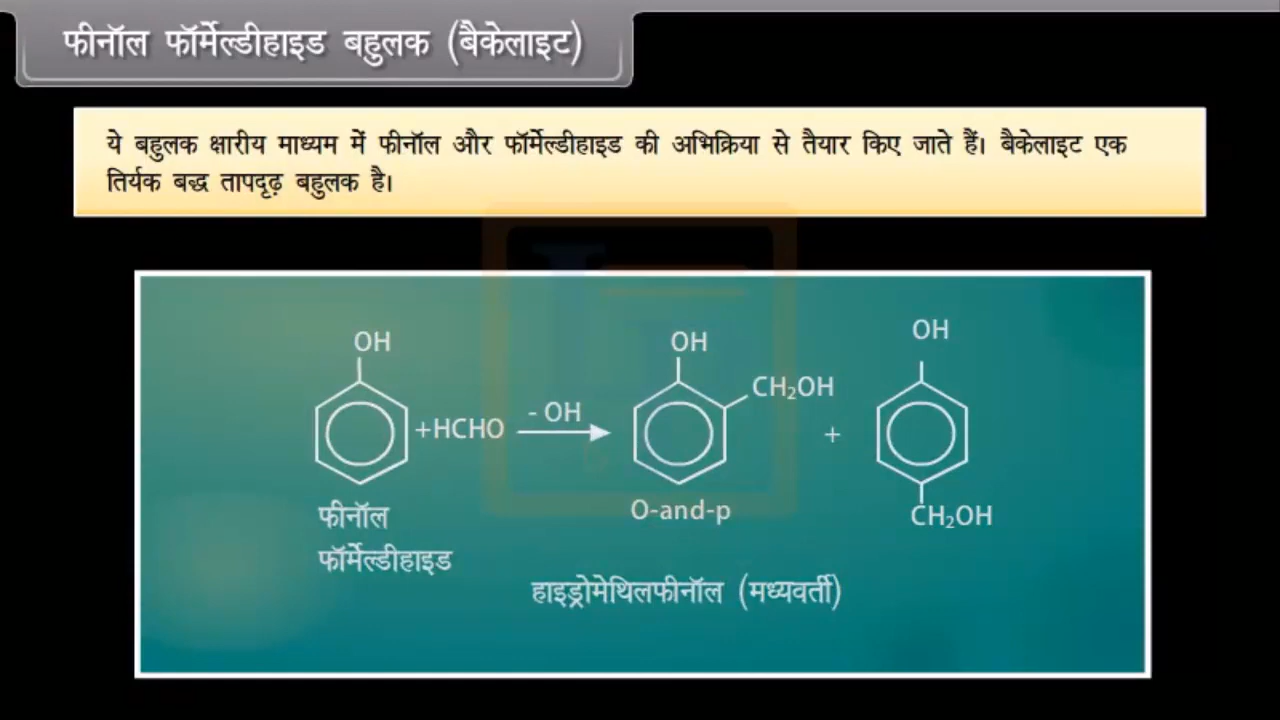 फीनॉल फॉर्मेल्डीहाइड बहुलक (बैकेलाइट)
ये बहुलक क्षारीय माध्यम में फीनॉल और फॉर्मेल्डीहाइड की अभिक्रिया से तैयार किए जाते हैं। बैकेलाइट एक
तिर्यक बद्ध तापदृढ़ बहुलक है।
OH
OH
OH
CH₂OH
+HCHO
- OH
+
फीनॉल
O-and-p
CH₂OH
फॉर्मेल्डीहाइड
हाइड्रोमेथिलफीनॉल (मध्यवर्ती)